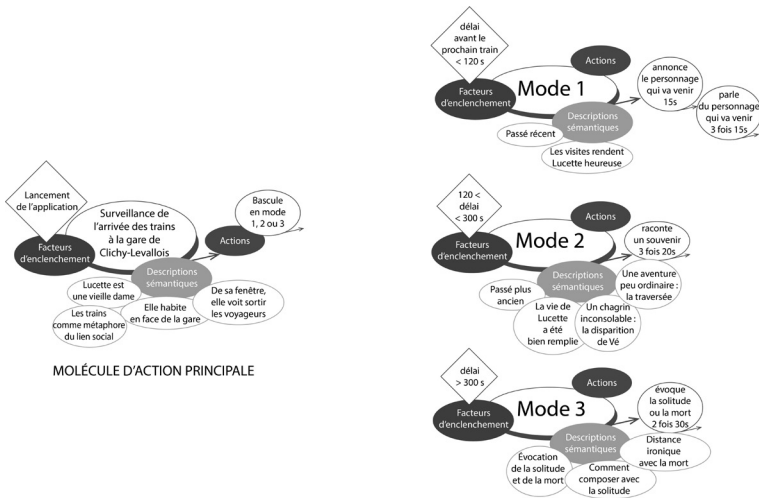 Lancement
de l'application
Facteurs
d'enclenchement
Surveillance de
l'arrivée des trains
à la gare de
Clichy-Levallois
Descriptions
sémantiques
Actions
Bascule
en mode
1, 2 ou 3
Lucette est
une vieille dame
Les trains
comme métaphore
du lien social
Elle habite
en face de la gare
De sa fenêtre,
elle voit sortir
les voyageurs
MOLÉCULE D'ACTION PRINCIPALE
délai
avant le
prochain train
< 120 s
Facteurs
d'enclenchement
Mode 1
Actions
Descriptions
sémantiques
annonce
le personnage
qui va venir
15s
parle
du personnage
qui va venir
3 fois 15s
Passé récent
Les visites rendent
Lucette heureuse
120 <
délai
< 300 s
Facteurs
d'enclenchement
Mode 2
Actions
Descriptions
sémantiques
raconte
un souvenir
3 fois 20s
Passé plus
ancien
La vie de
Lucette
a été
bien remplie
Un chagrin
inconsolable :
la disparition
de Vé
Une aventure
peu ordinaire :
la traversée
délai
> 300 s
Facteurs
d'enclenchement
Mode 3
Actions
Descriptions
sémantiques
évoque
la solitude
ou la mort
2 fois 30s
Évocation
de la solitude
et de la mort
Comment
composer avec
la solitude
Distance
ironique
avec la mort